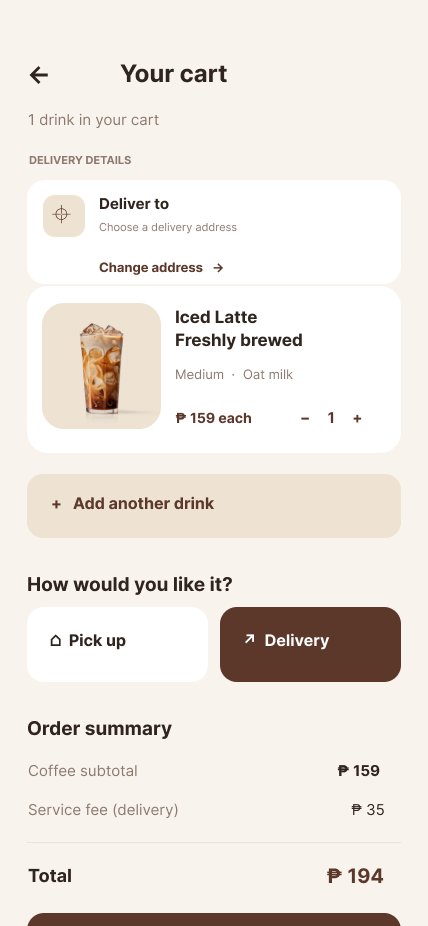 ← Your cart
1 drink in your cart
DELIVERY DETAILS
Deliver to
Choose a delivery address
Change address →
Iced Latte
Freshly brewed
Medium · Oat milk
₱ 159 each − 1 +
+ Add another drink
How would you like it?
⌂ Pick up ↗ Delivery
Order summary
Coffee subtotal ₱ 159
Service fee (delivery) ₱ 35
Total ₱ 194